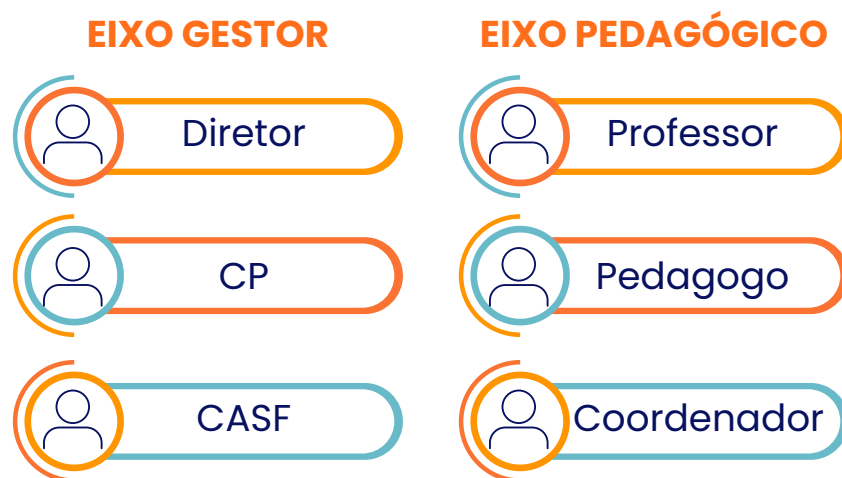 EIXO GESTOR
Diretor
CP
CASF
EIXO PEDAGÓGICO
Professor
Pedagogo
Coordenador